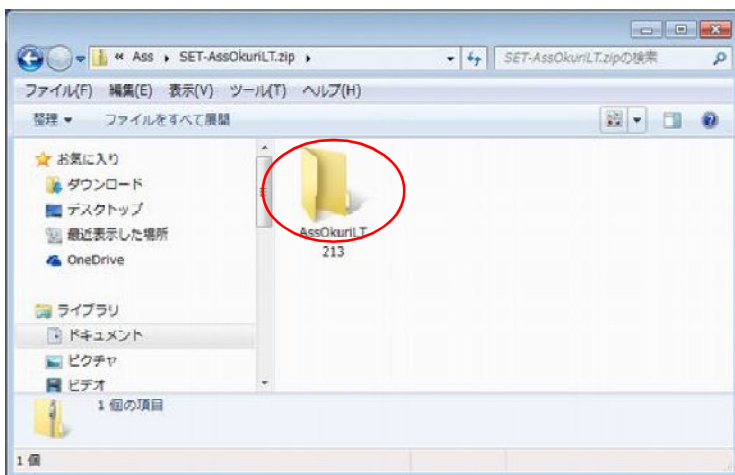 « Ass ▸ SET-AssOkuriLT.zip ▸
SET-AssOkuriLT.zipの検索
ファイル(F) 編集(E) 表示(V) ツール(T) ヘルプ(H)
整理 ▼ ファイルをすべて展開
お気に入り
ダウンロード
デスクトップ
最近表示した場所
OneDrive
ライブラリ
ドキュメント
ピクチャ
ビデオ
AssOkuriLT
213
1 個の項目
1 個